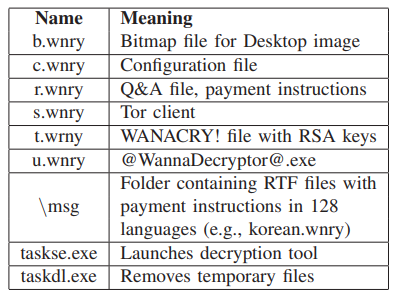 Name Meaning
b.wnry Bitmap file for Desktop image
c.wnry Configuration file
r.wnry Q&A file, payment instructions
s.wnry Tor client
t.wrny WANACRY! file with RSA keys
u.wnry @WannaDecryptor@.exe
Folder containing RTF files with
\msg payment instructions in 128
languages (e.g., korean.wnry)
taskse.exe Launches decryption tool
taskdl.exe Removes temporary files